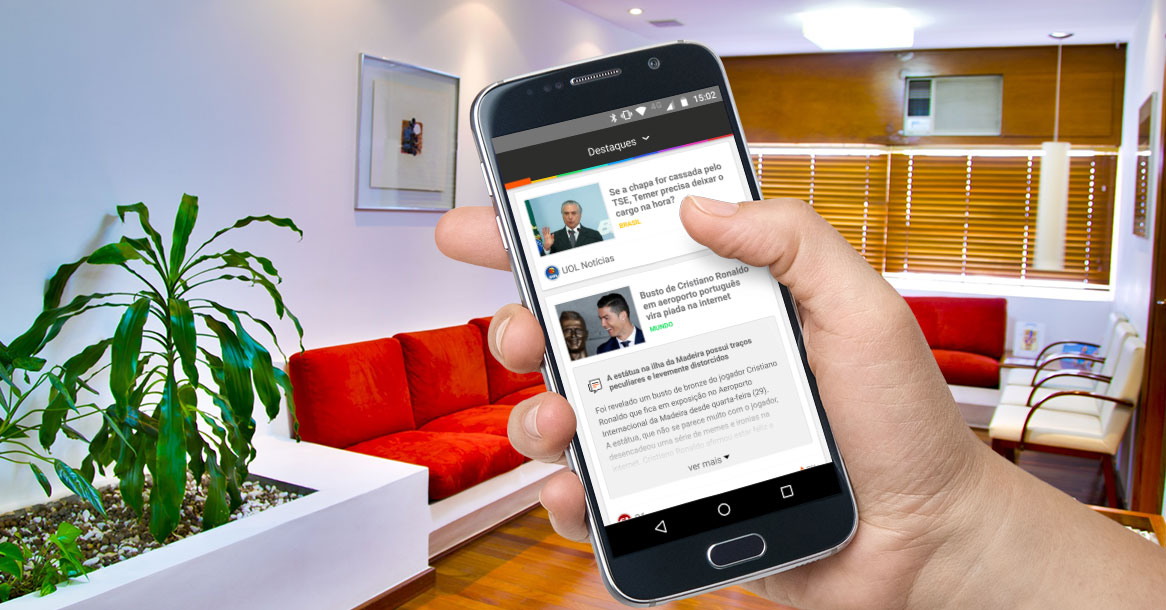 4G 15:02
Destaques
Se a chapa for cassada pelo
TSE, Temer precisa deixar o
cargo na hora?
BRASIL
UOL Notícias
Busto de Cristiano Ronaldo
em aeroporto português
vira piada na internet
MUNDO
A estátua na ilha da Madeira possui traços
peculiares e levemente distorcidos
Foi revelado um busto de bronze do jogador Cristiano
Ronaldo que fica em exposição no Aeroporto
Internacional da Madeira desde quarta-feira (29).
A estátua, que não se parece muito com o jogador,
desencadeou uma série de memes e ironias na
internet. Cristiano Ronaldo afirmou estar feliz e
ver mais